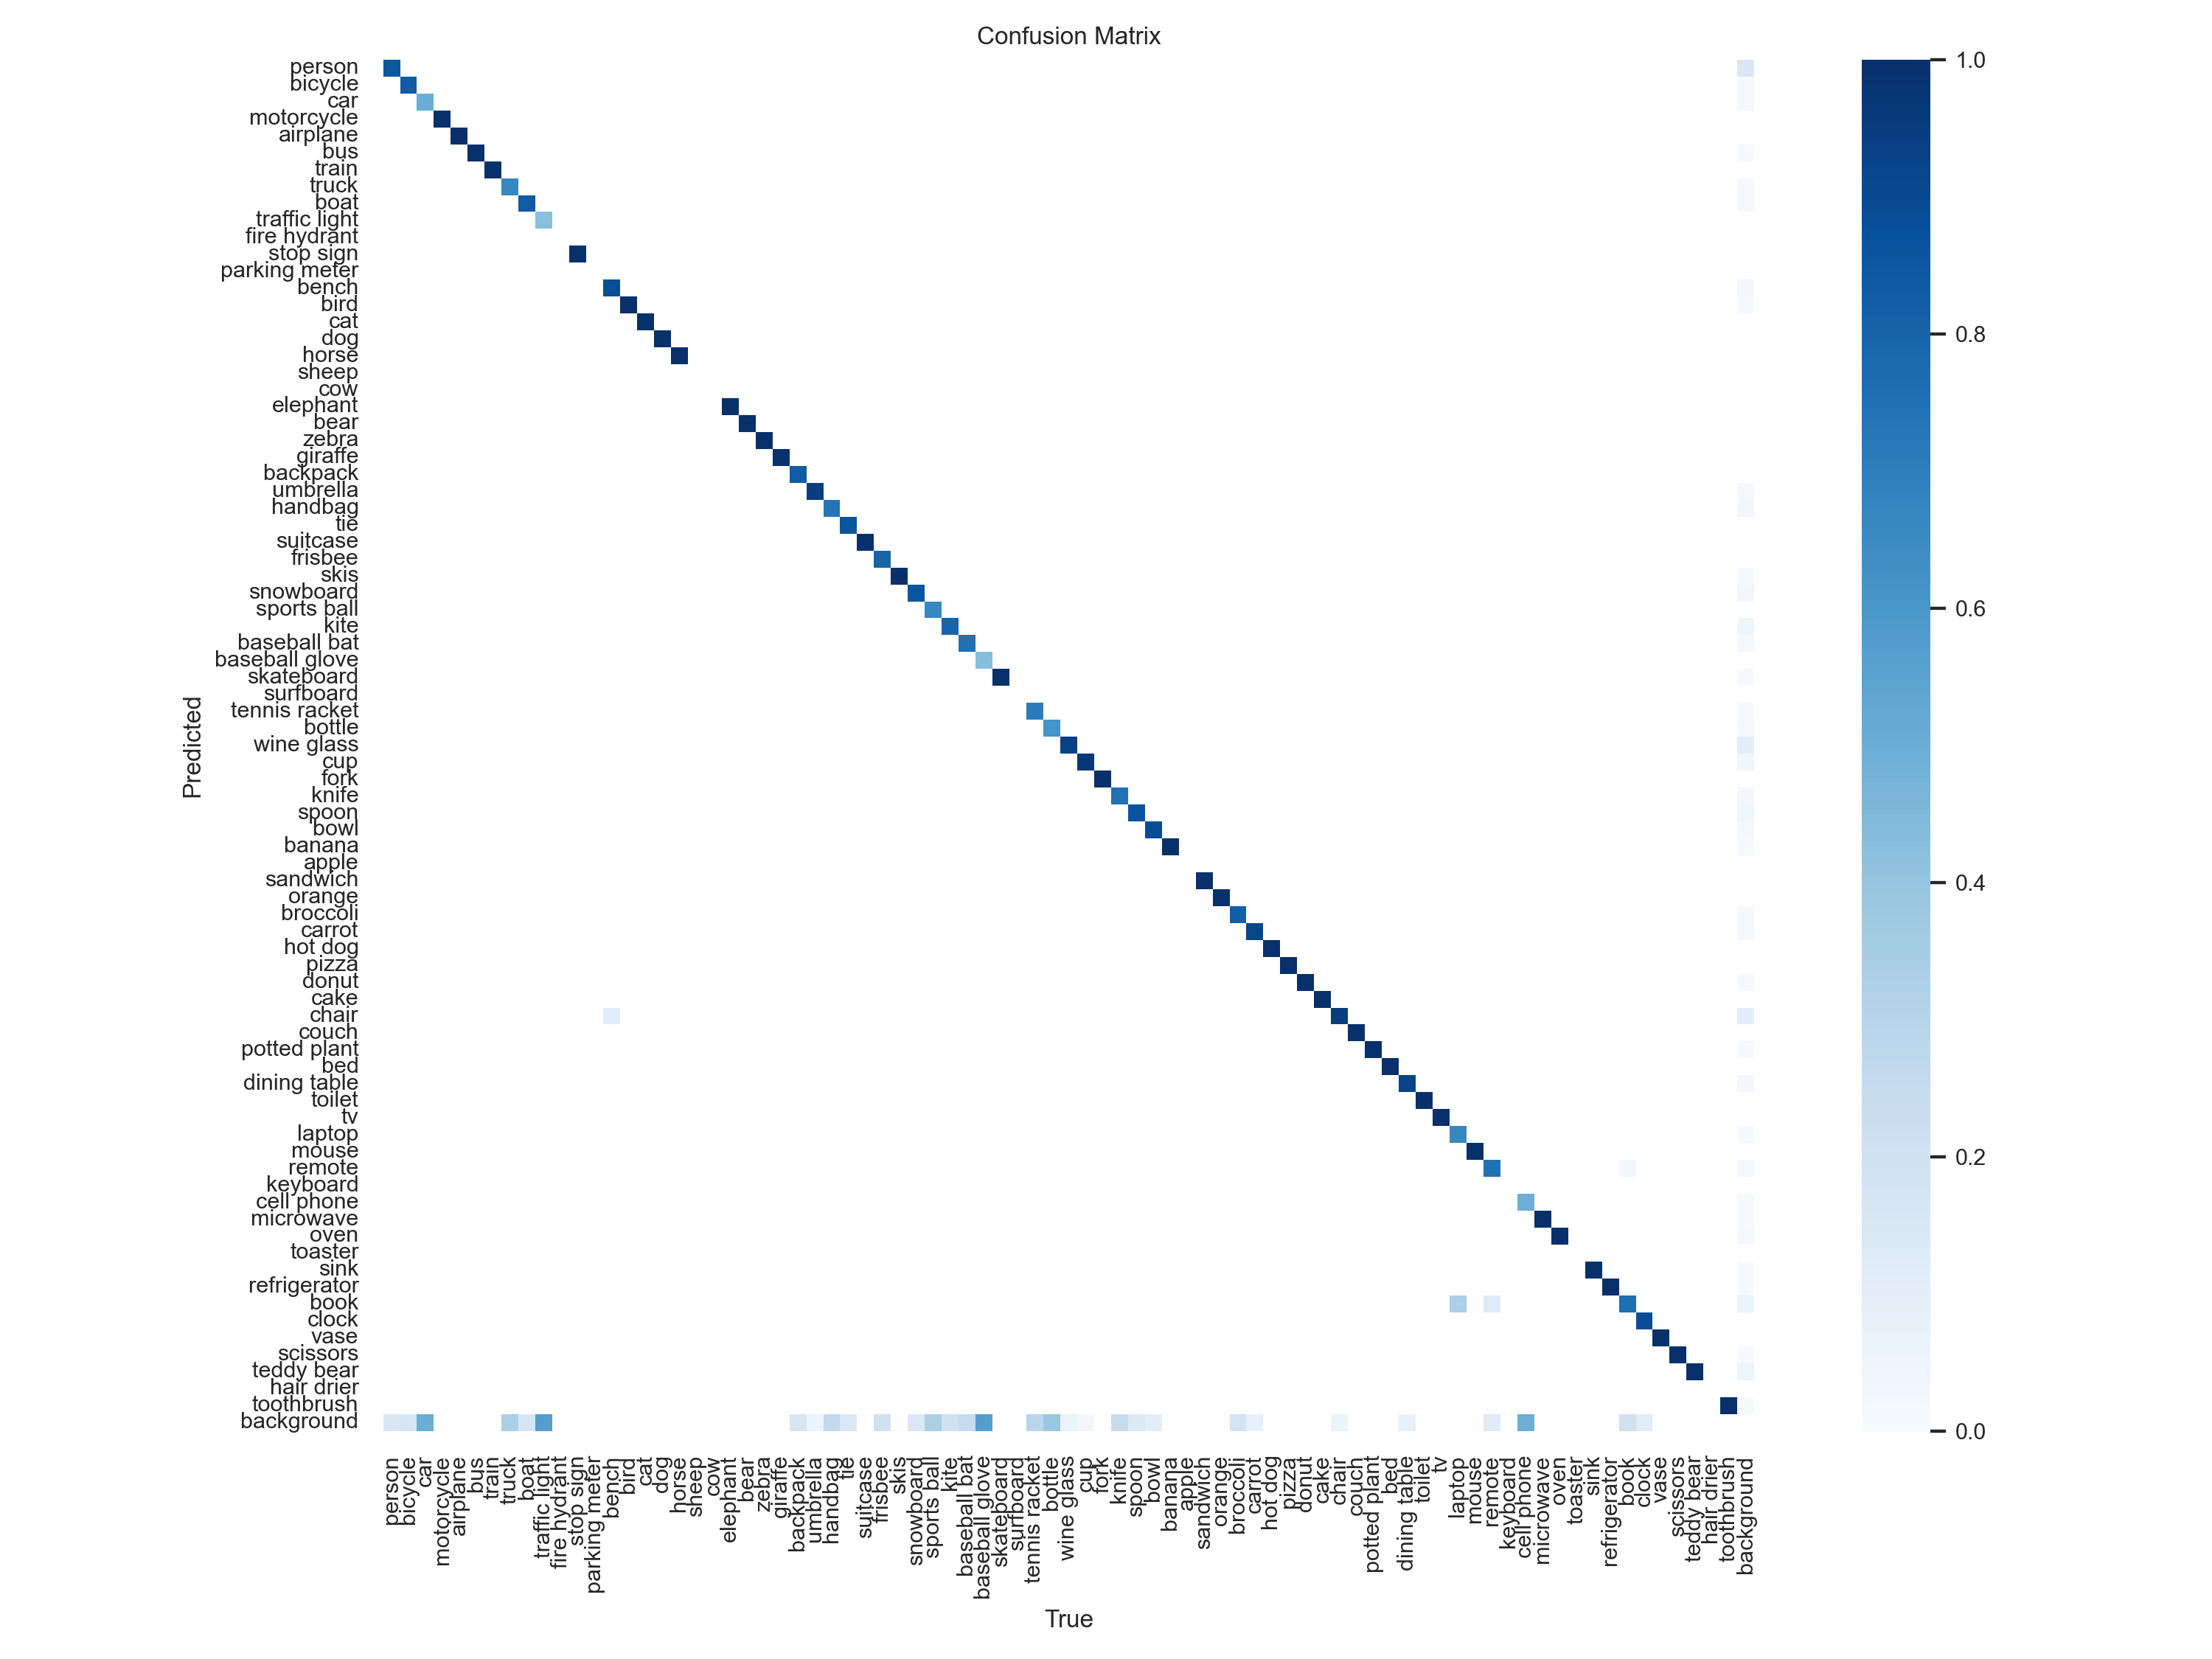 Confusion Matrix
person
bicycle
car
motorcycle
airplane
bus
train
truck
boat
traffic light
fire hydrant
stop sign
parking meter
bench
bird
cat
dog
horse
sheep
cow
elephant
bear
zebra
giraffe
backpack
umbrella
handbag
tie
suitcase
frisbee
skis
snowboard
sports ball
kite
baseball bat
baseball glove
skateboard
surfboard
tennis racket
bottle
wine glass
cup
fork
knife
spoon
bowl
banana
apple
sandwich
orange
broccoli
carrot
hot dog
pizza
donut
cake
chair
couch
potted plant
bed
dining table
toilet
tv
laptop
mouse
remote
keyboard
cell phone
microwave
oven
toaster
sink
refrigerator
book
clock
vase
scissors
teddy bear
hair drier
toothbrush
background
Predicted
person
bicycle
car
motorcycle
airplane
bus
train
truck
boat
traffic light
fire hydrant
stop sign
parking meter
bench
bird
cat
dog
horse
sheep
cow
elephant
bear
zebra
giraffe
backpack
umbrella
handbag
tie
suitcase
frisbee
skis
snowboard
sports ball
kite
baseball bat
baseball glove
skateboard
surfboard
tennis racket
bottle
wine glass
cup
fork
knife
spoon
bowl
banana
apple
sandwich
orange
broccoli
carrot
hot dog
pizza
donut
cake
chair
couch
potted plant
bed
dining table
toilet
tv
laptop
mouse
remote
keyboard
cell phone
microwave
oven
toaster
sink
refrigerator
book
clock
vase
scissors
teddy bear
hair drier
toothbrush
background
True
1.0
0.8
0.6
0.4
0.2
0.0